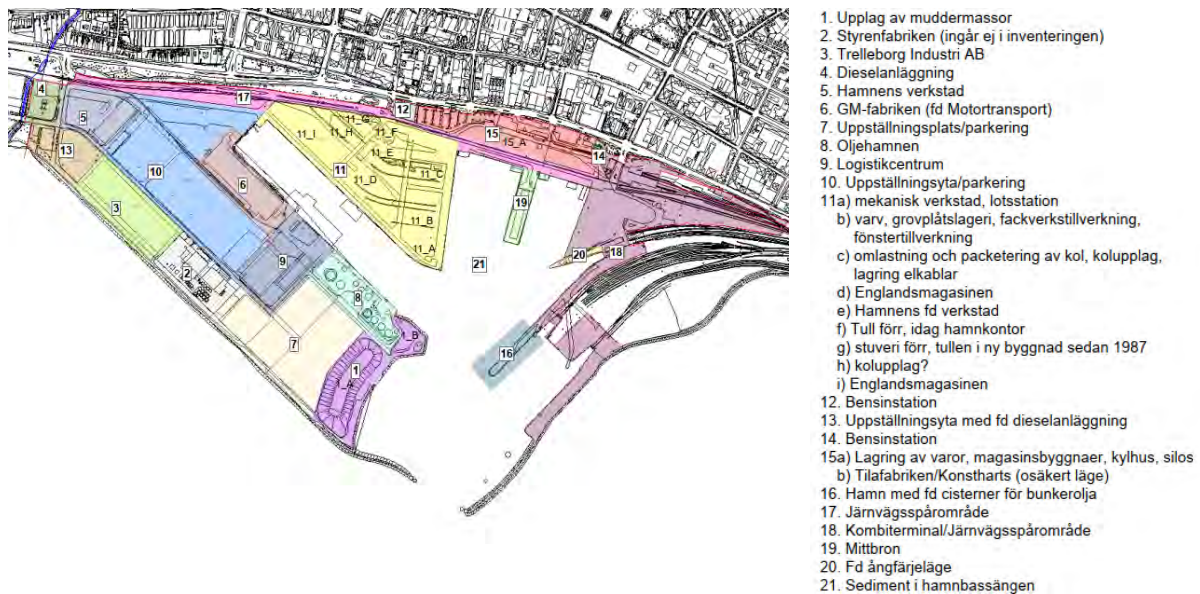 4
17
12
5
11_G
11_I
11_H
11_F
15
15_A
14
13
11_E
10
11
11_C
6
11_D
3
19
11_B
11_A
20
18
9
21
2
8
7
1_B
16
1
1_A
1. Upplag av muddermassor
2. Styrenfabriken (ingår ej i inventeringen)
3. Trelleborg Industri AB
4. Dieselanläggning
5. Hamnens verkstad
6. GM-fabriken (fd Motortransport)
7. Uppställningsplats/parkering
8. Oljehamnen
9. Logistikcentrum
10. Uppställningsyta/parkering
11a) mekanisk verkstad, lotsstation
b) varv, grovplåtslageri, fackverkstillverkning,
fönstertillverkning
c) omlastning och packetering av kol, kolupplag,
lagring elkablar
d) Englandsmagasinen
e) Hamnens fd verkstad
f) Tull förr, idag hamnkontor
g) stuveri förr, tullen i ny byggnad sedan 1987
h) kolupplag?
i) Englandsmagasinen
12. Bensinstation
13. Uppställningsyta med fd dieselanläggning
14. Bensinstation
15a) Lagring av varor, magasinsbyggnaer, kylhus, silos
b) Tilafabriken/Konstharts (osäkert läge)
16. Hamn med fd cisterner för bunkerolja
17. Järnvägsspårområde
18. Kombiterminal/Järnvägsspårområde
19. Mittbron
20. Fd ångfärjeläge
21. Sediment i hamnbassängen